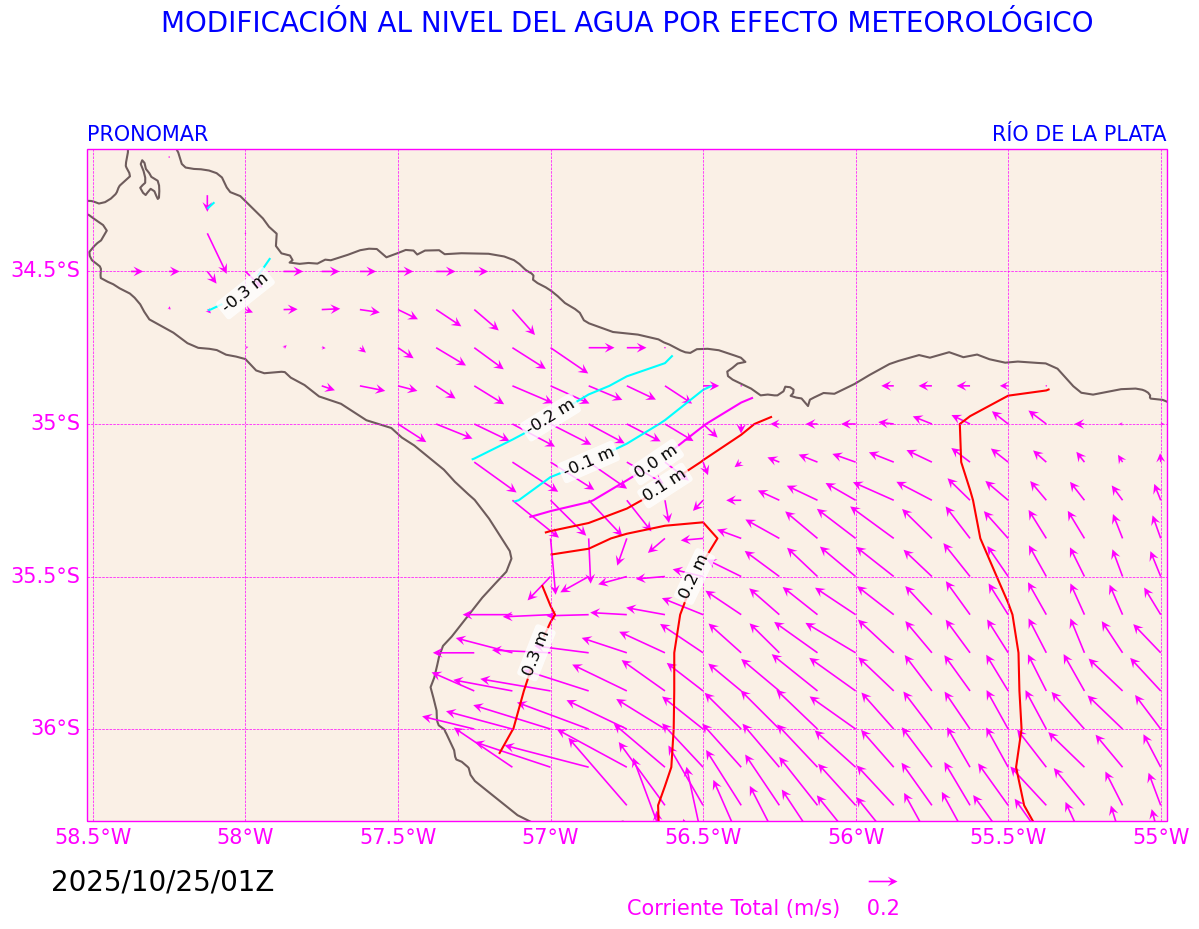 MODIFICACIÓN AL NIVEL DEL AGUA POR EFECTO METEOROLÓGICO
PRONOMAR
RÍO DE LA PLATA
34.5°S
35°S
35.5°S
36°S
-0.3 m
-0.2 m
-0.1 m
0.0 m
0.1 m
0.2 m
0.3 m
58.5°W
58°W
57.5°W
57°W
56.5°W
56°W
55.5°W
55°W
2025/10/25/01Z
Corriente Total (m/s) 0.2